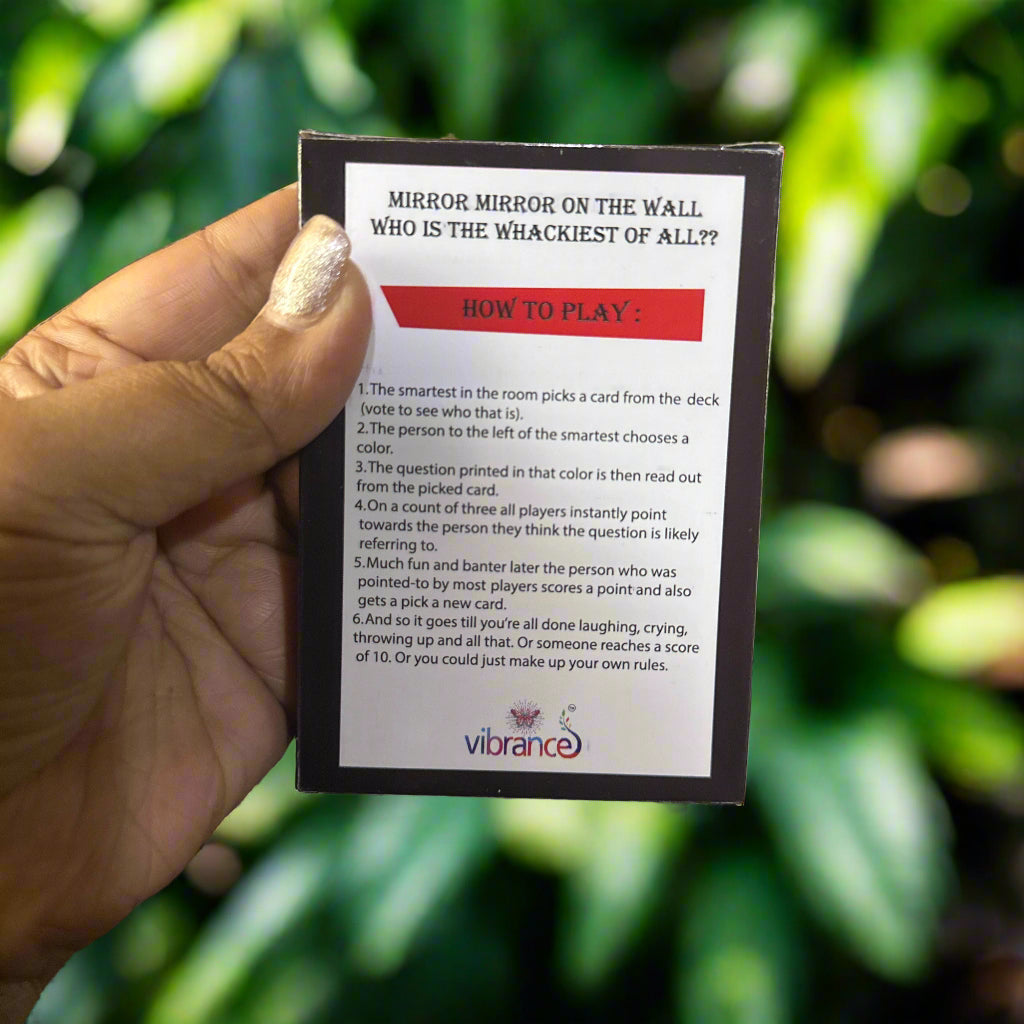 MIRROR MIRROR ON THE WALL
WHO IS THE WHACKIEST OF ALL??
HOW TO PLAY :
1.The smartest in the room picks a card from the deck
(vote to see who that is).
2.The person to the left of the smartest chooses a
color.
3.The question printed in that color is then read out
from the picked card.
4.On a count of three all players instantly point
towards the person they think the question is likely
referring to.
5.Much fun and banter later the person who was
pointed-to by most players scores a point and also
gets a pick a new card.
6.And so it goes till you're all done laughing, crying,
throwing up and all that. Or someone reaches a score
of 10. Or you could just make up your own rules.
vibrance
TM